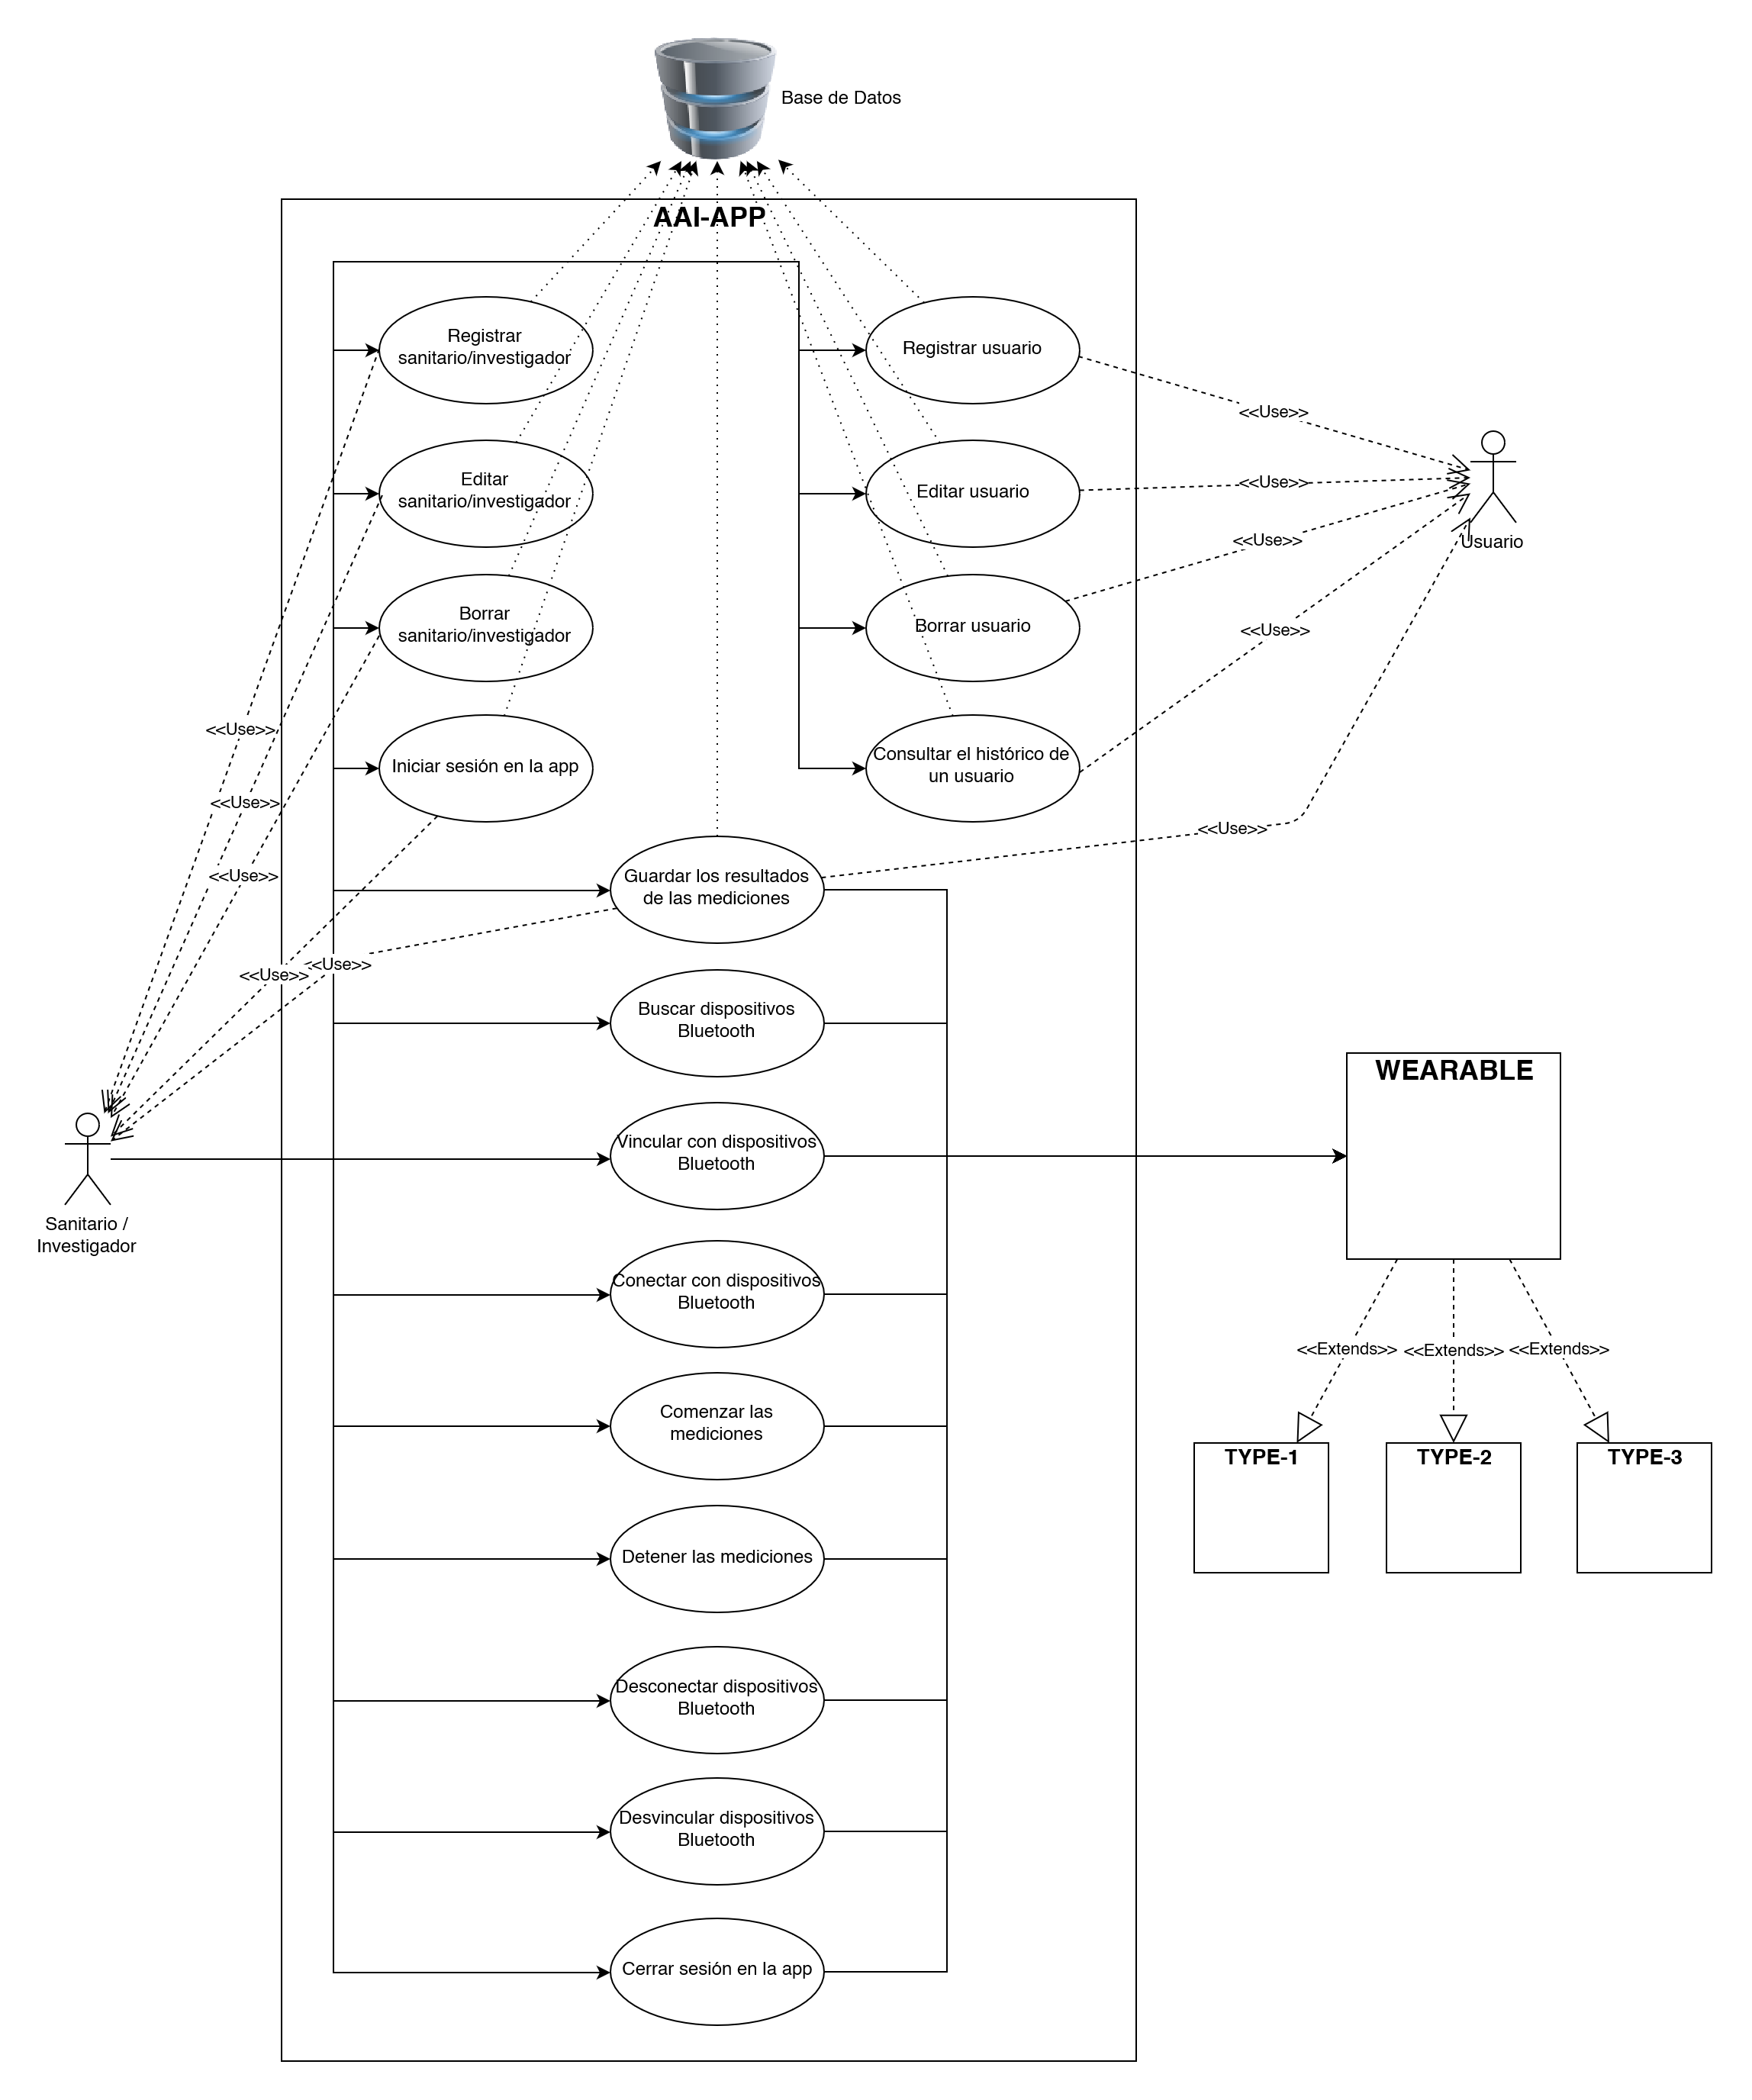 Base de Datos
AAI-APP
Registrar
sanitario/investigador
Registrar usuario
<<Use>>
Editar
sanitario/investigador
Editar usuario
<<Use>>
Usuario
<<Use>>
Borrar
sanitario/investigador
Borrar usuario
<<Use>>
<<Use>>
Iniciar sesión en la app
Consultar el histórico de
un usuario
<<Use>>
<<Use>>
<<Use>>
Guardar los resultados
de las mediciones
<<Use>>
<<Use>>
Buscar dispositivos
Bluetooth
WEARABLE
Vincular con dispositivos
Bluetooth
Sanitario /
Investigador
Conectar con dispositivos
Bluetooth
<<Extends>>
<<Extends>>
<<Extends>>
Comenzar las
mediciones
TYPE-1
TYPE-2
TYPE-3
Detener las mediciones
Desconectar dispositivos
Bluetooth
Desvincular dispositivos
Bluetooth
Cerrar sesión en la app